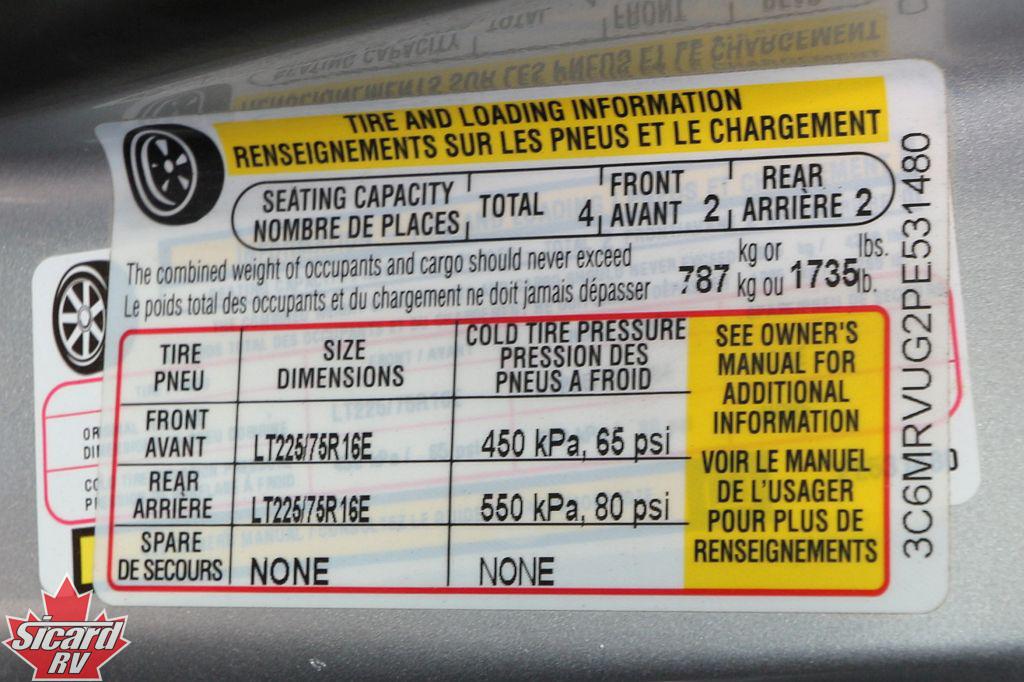 TIRE AND LOADING INFORMATION
RENSEIGNEMENTS SUR LES PNEUS ET LE CHARGEMENT
SEATING CAPACITY
NOMBRE DE PLACES
TOTAL 4
FRONT
AVANT 2
REAR
ARRIÈRE 2
The combined weight of occupants and cargo should never exceed
Le poids total des occupants et du chargement ne doit jamais dépasser
787 kg or 1735 lbs.
kg ou lb.
TIRE
PNEU
SIZE
DIMENSIONS
COLD TIRE PRESSURE
PRESSION DES
PNEUS A FROID
FRONT
AVANT
LT225/75R16E
450 kPa, 65 psi
REAR
ARRIÈRE
LT225/75R16E
550 kPa, 80 psi
SPARE
DE SECOURS
NONE
NONE
SEE OWNER'S
MANUAL FOR
ADDITIONAL
INFORMATION
VOIR LE MANUEL
DE L'USAGER
POUR PLUS DE
RENSEIGNEMENTS
3C6MRVUG2PE531480
Sicard
RV